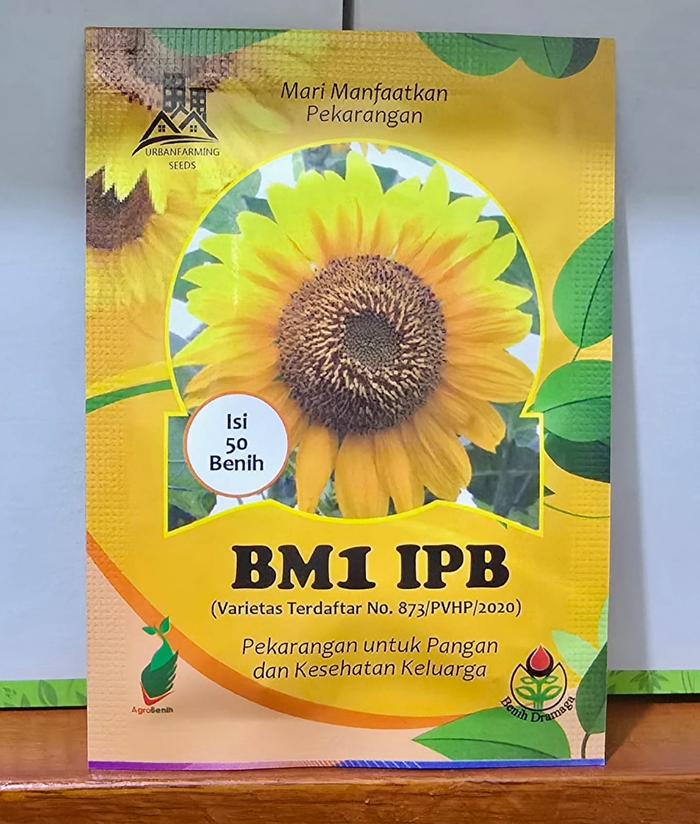 Mari Manfaatkan
Pekarangan
URBANFARMING
SEEDS
Isi
50
Benih
BM1 IPB
(Varietas Terdaftar No. 873/PVHP/2020)
Pekarangan untuk Pangan
dan Kesehatan Keluarga
AgroBenih
Benih Dramaga